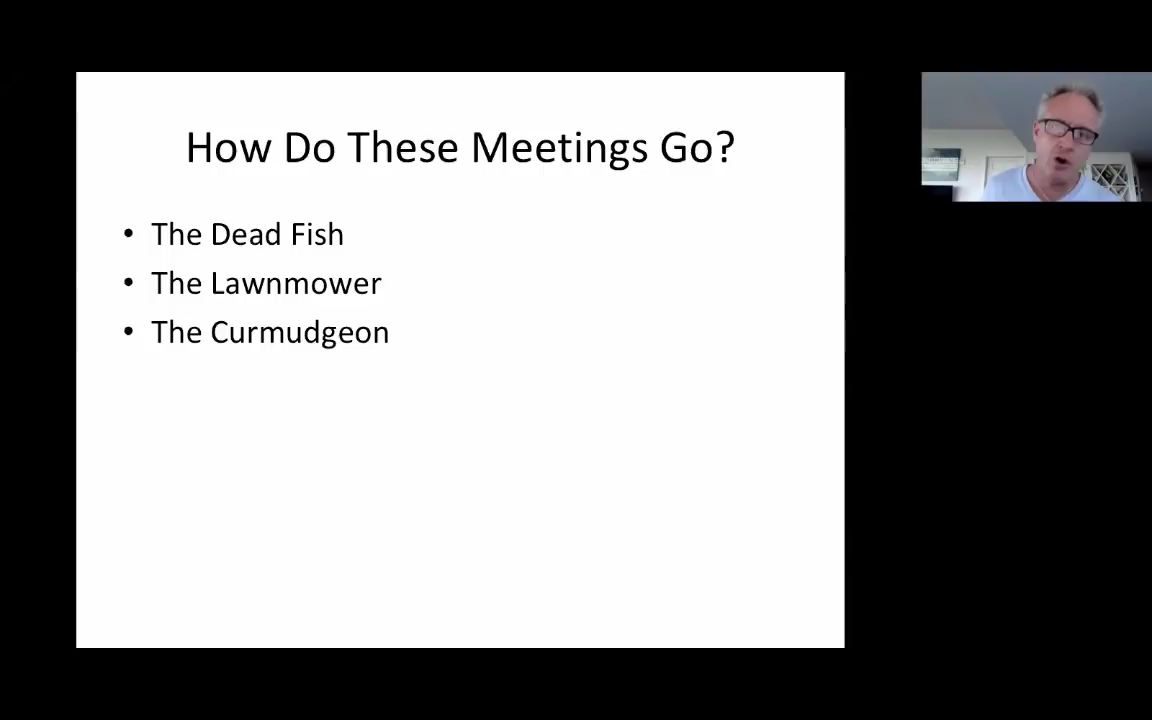 How Do These Meetings Go?
• The Dead Fish
• The Lawnmower
• The Curmudgeon